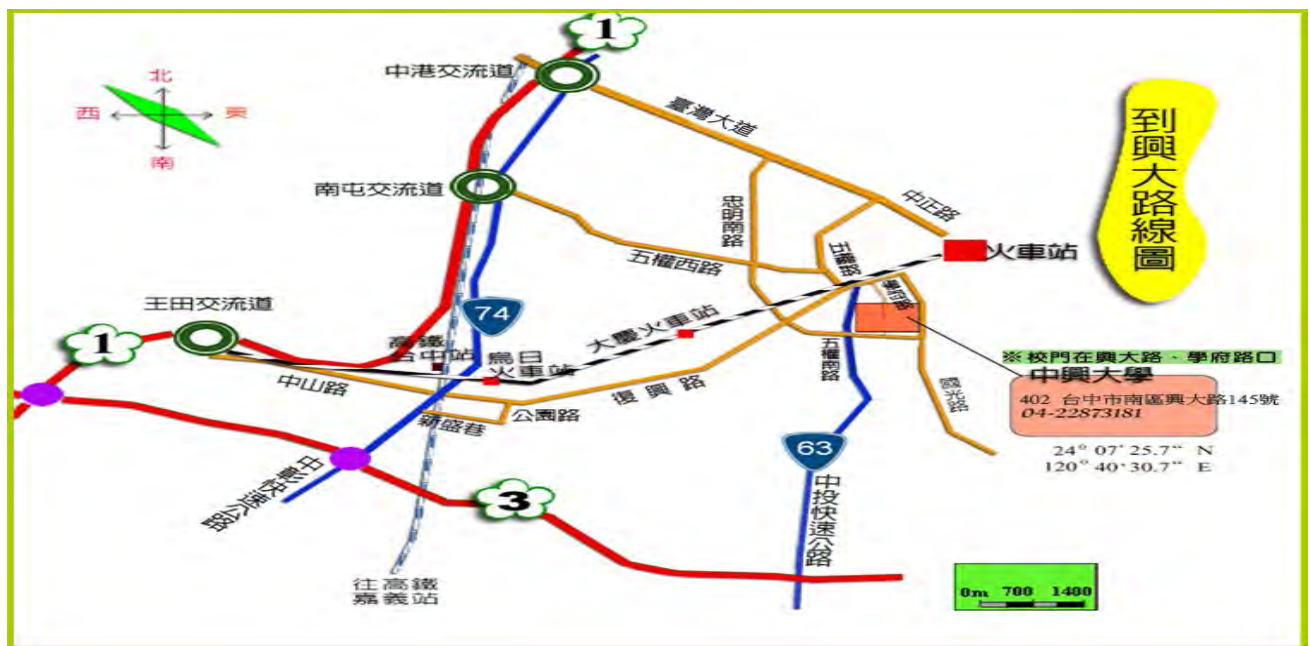 1
中港交流道
北
西 東
南
臺灣大道
到興大路線圖
南屯交流道
忠明南路
中正路
五權路
火車站
五權西路
學府路
王田交流道
74
1
高鐵
台中站
烏日
火車站
大慶火車站
五權南路
※校門在興大路、學府路口
中興大學
402 台中市南區興大路145號
04-22873181
中山路
復興路
國光路
公園路
新盛巷
24° 07' 25.7" N
120° 40' 30.7" E
63
中彰快速公路
3
中投快速公路
往高鐵
嘉義站
0m 700 1400